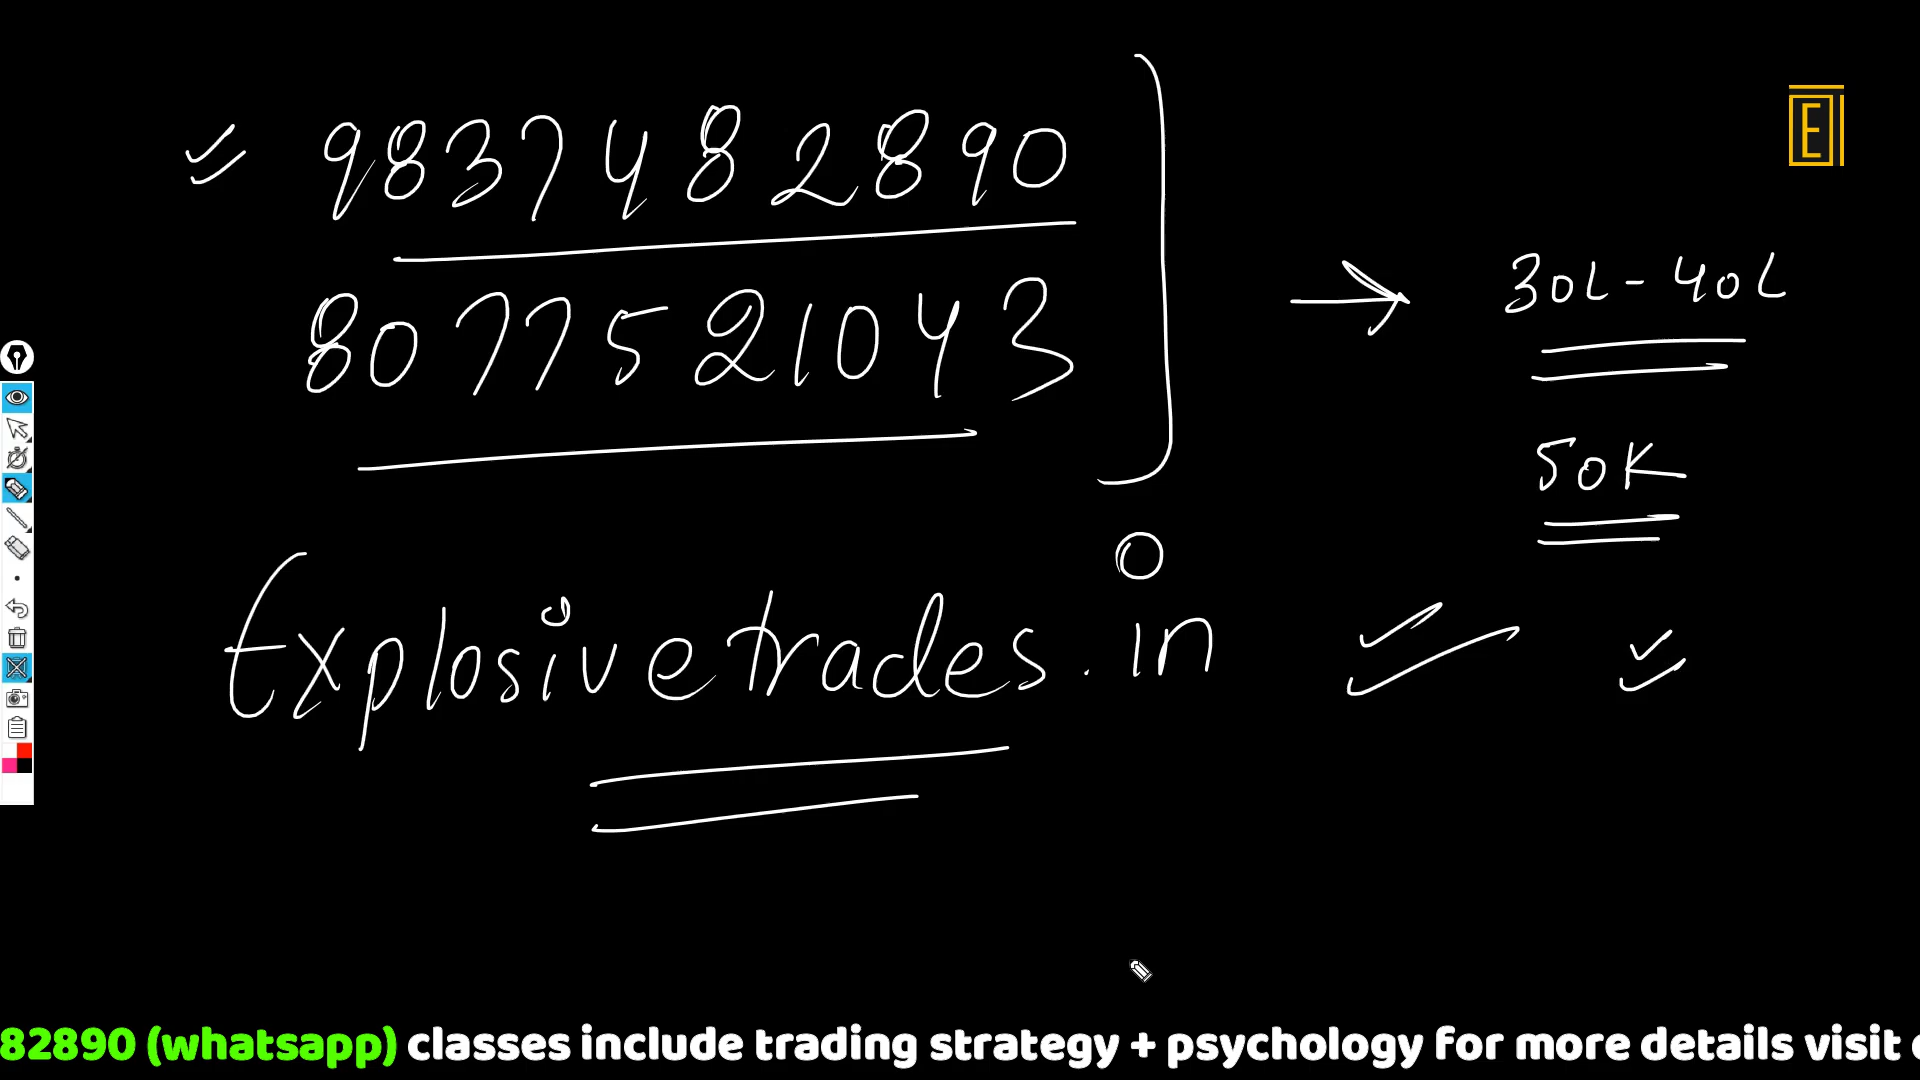 9837482890
8077521043
30L - 40L
50K
Explosivetrades.in
E
82890 (whatsapp) classes include trading strategy + psychology for more details visit